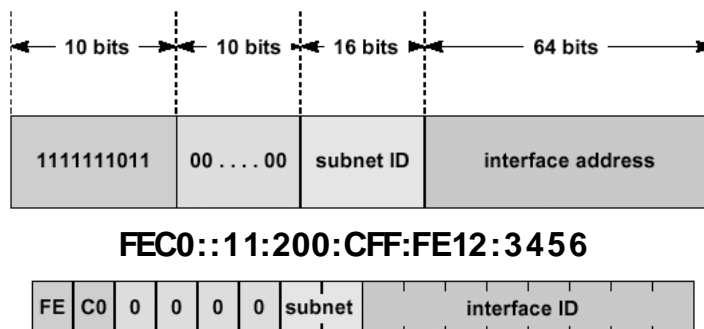 10 bits 10 bits 16 bits 64 bits
1111111011 00 . . . . 00 subnet ID interface address
FEC0::11:200:CFF:FE12:3456
FE C0 0 0 0 0 subnet interface ID